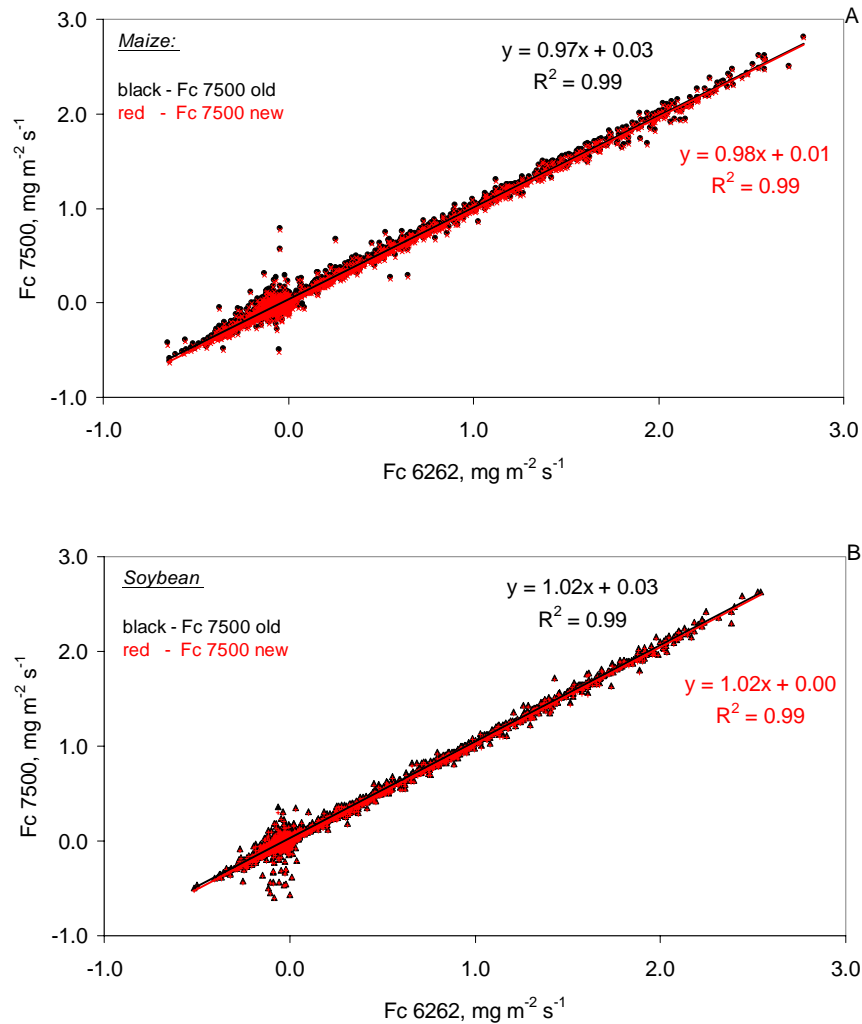 A
Maize:
black - Fc 7500 old
red - Fc 7500 new
y = 0.97x + 0.03
R² = 0.99
y = 0.98x + 0.01
R² = 0.99
3.0
2.0
1.0
0.0
-1.0
Fc 7500, mg m⁻² s⁻¹
-1.0 0.0 1.0 2.0 3.0
Fc 6262, mg m⁻² s⁻¹
B
Soybean
black - Fc 7500 old
red - Fc 7500 new
y = 1.02x + 0.03
R² = 0.99
y = 1.02x + 0.00
R² = 0.99
3.0
2.0
1.0
0.0
-1.0
Fc 7500, mg m⁻² s⁻¹
-1.0 0.0 1.0 2.0 3.0
Fc 6262, mg m⁻² s⁻¹